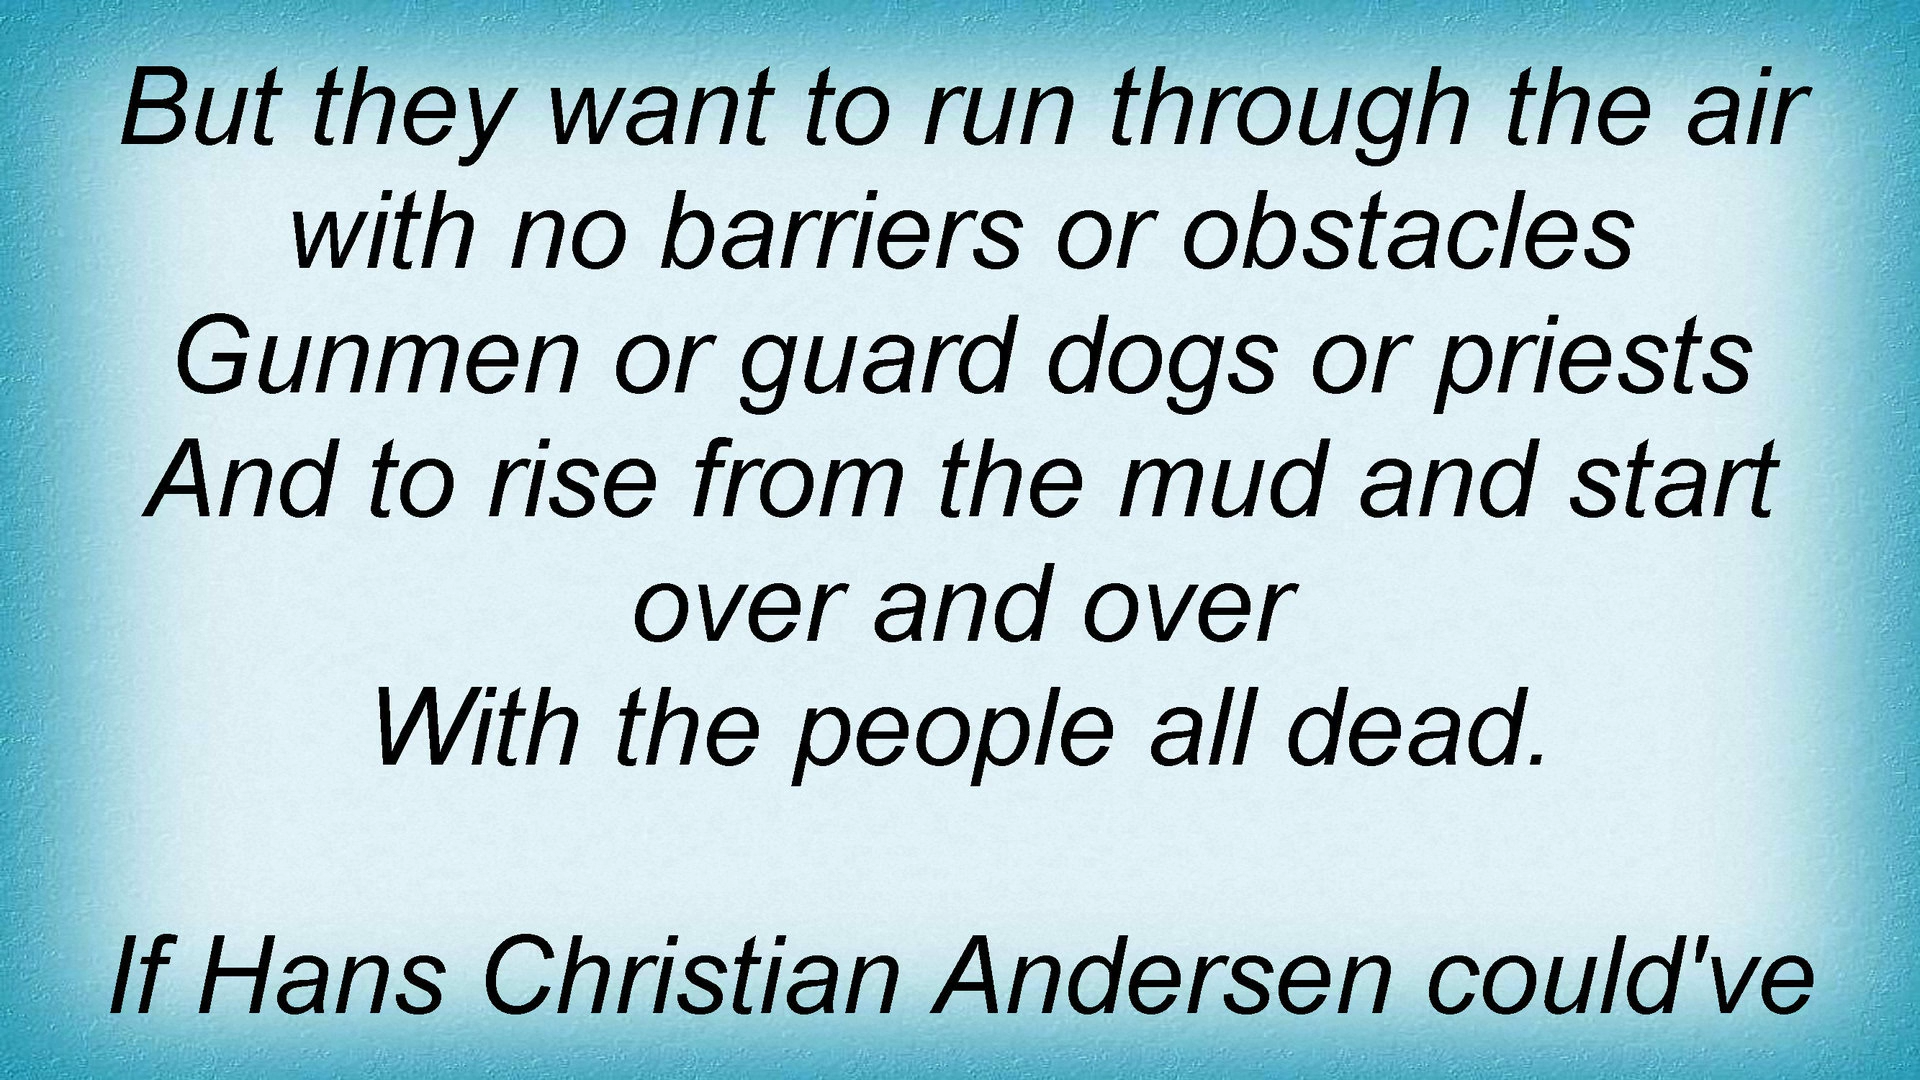 But they want to run through the air
with no barriers or obstacles
Gunmen or guard dogs or priests
And to rise from the mud and start
over and over
With the people all dead.
If Hans Christian Andersen could've